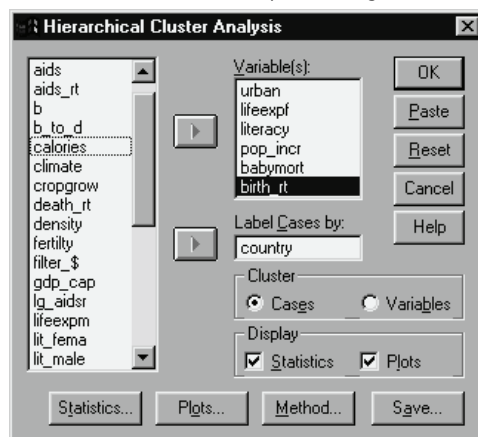 Hierarchical Cluster Analysis
aids
aids_rt
b
b_to_d
calories
climate
cropgrow
death_rt
density
fertilty
filter_$
gdp_cap
lg_aidsr
lifeexpm
lit_fema
lit_male
Variable(s):
urban
lifeexpf
literacy
pop_incr
babymort
birth_rt
Label Cases by:
country
Cluster
Cases Variables
Display
Statistics Plots
OK
Paste
Reset
Cancel
Help
Statistics... Plots... Method... Save...